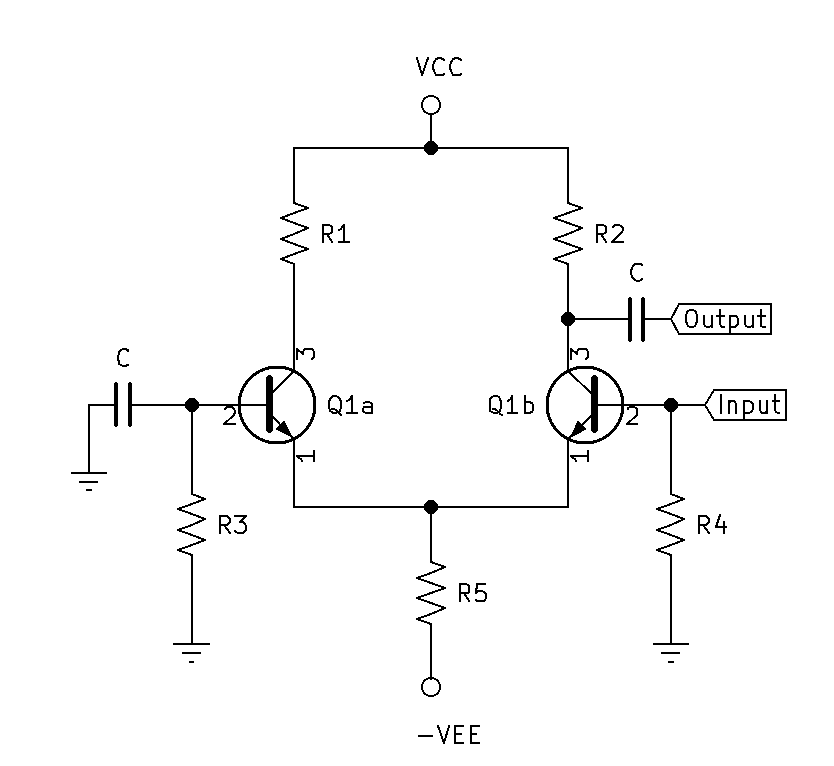 VCC
R1
R2
C
Output
C
3
3
2
Q1a
Q1b
2
Input
1
1
R3
R4
R5
-VEE